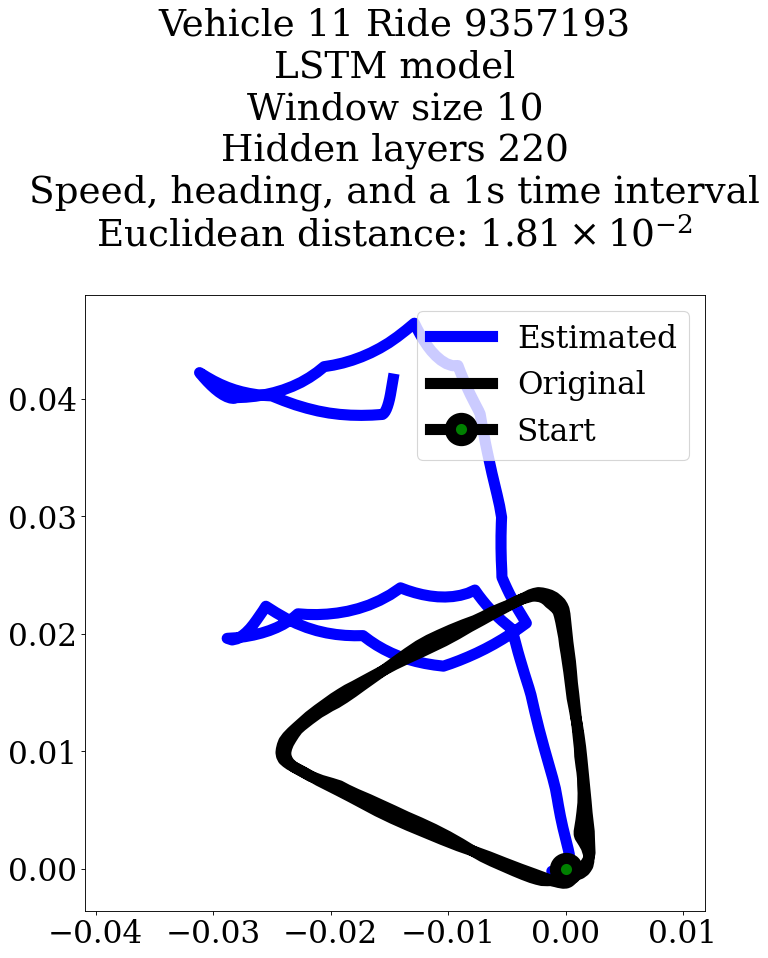 Vehicle 11 Ride 9357193
LSTM model
Window size 10
Hidden layers 220
Speed, heading, and a 1s time interval
Euclidean distance: 1.81 × 10⁻²
Estimated
Original
Start
0.04
0.03
0.02
0.01
0.00
−0.04 −0.03 −0.02 −0.01 0.00 0.01